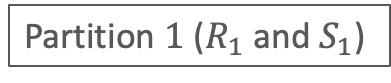 Partition 1 (R₁ and S₁)